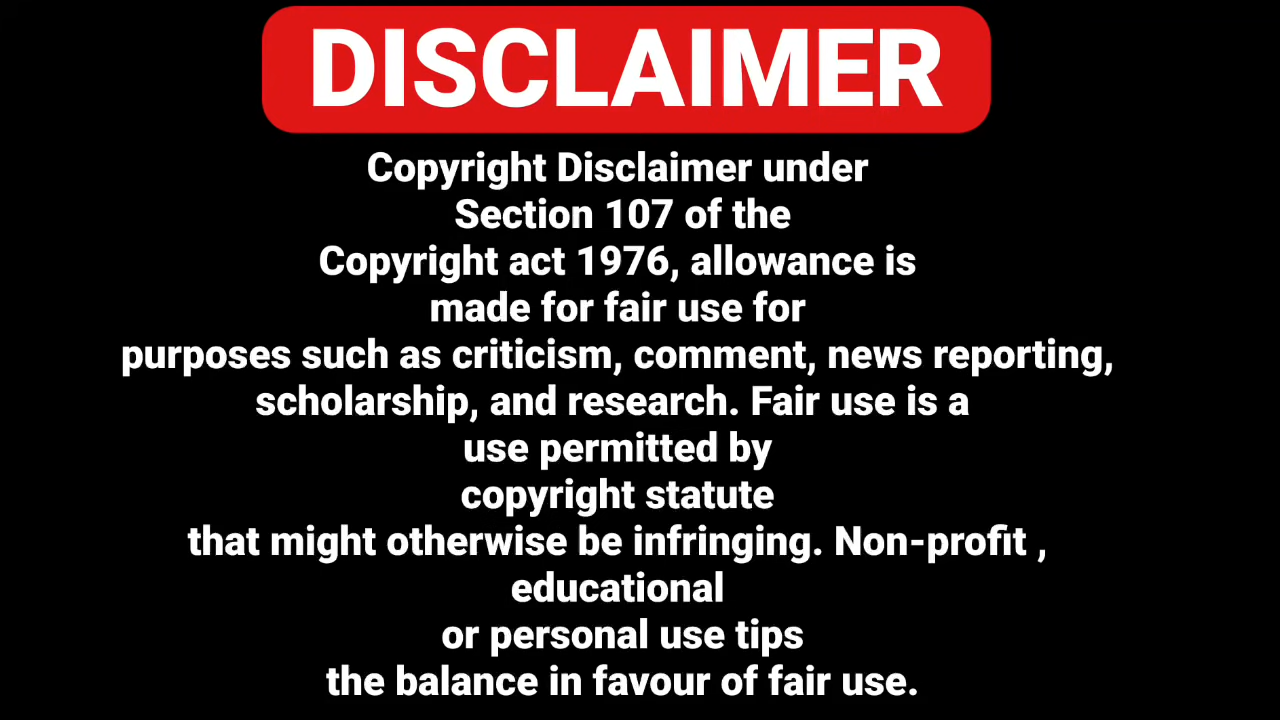 DISCLAIMER
Copyright Disclaimer under
Section 107 of the
Copyright act 1976, allowance is
made for fair use for
purposes such as criticism, comment, news reporting,
scholarship, and research. Fair use is a
use permitted by
copyright statute
that might otherwise be infringing. Non-profit ,
educational
or personal use tips
the balance in favour of fair use.